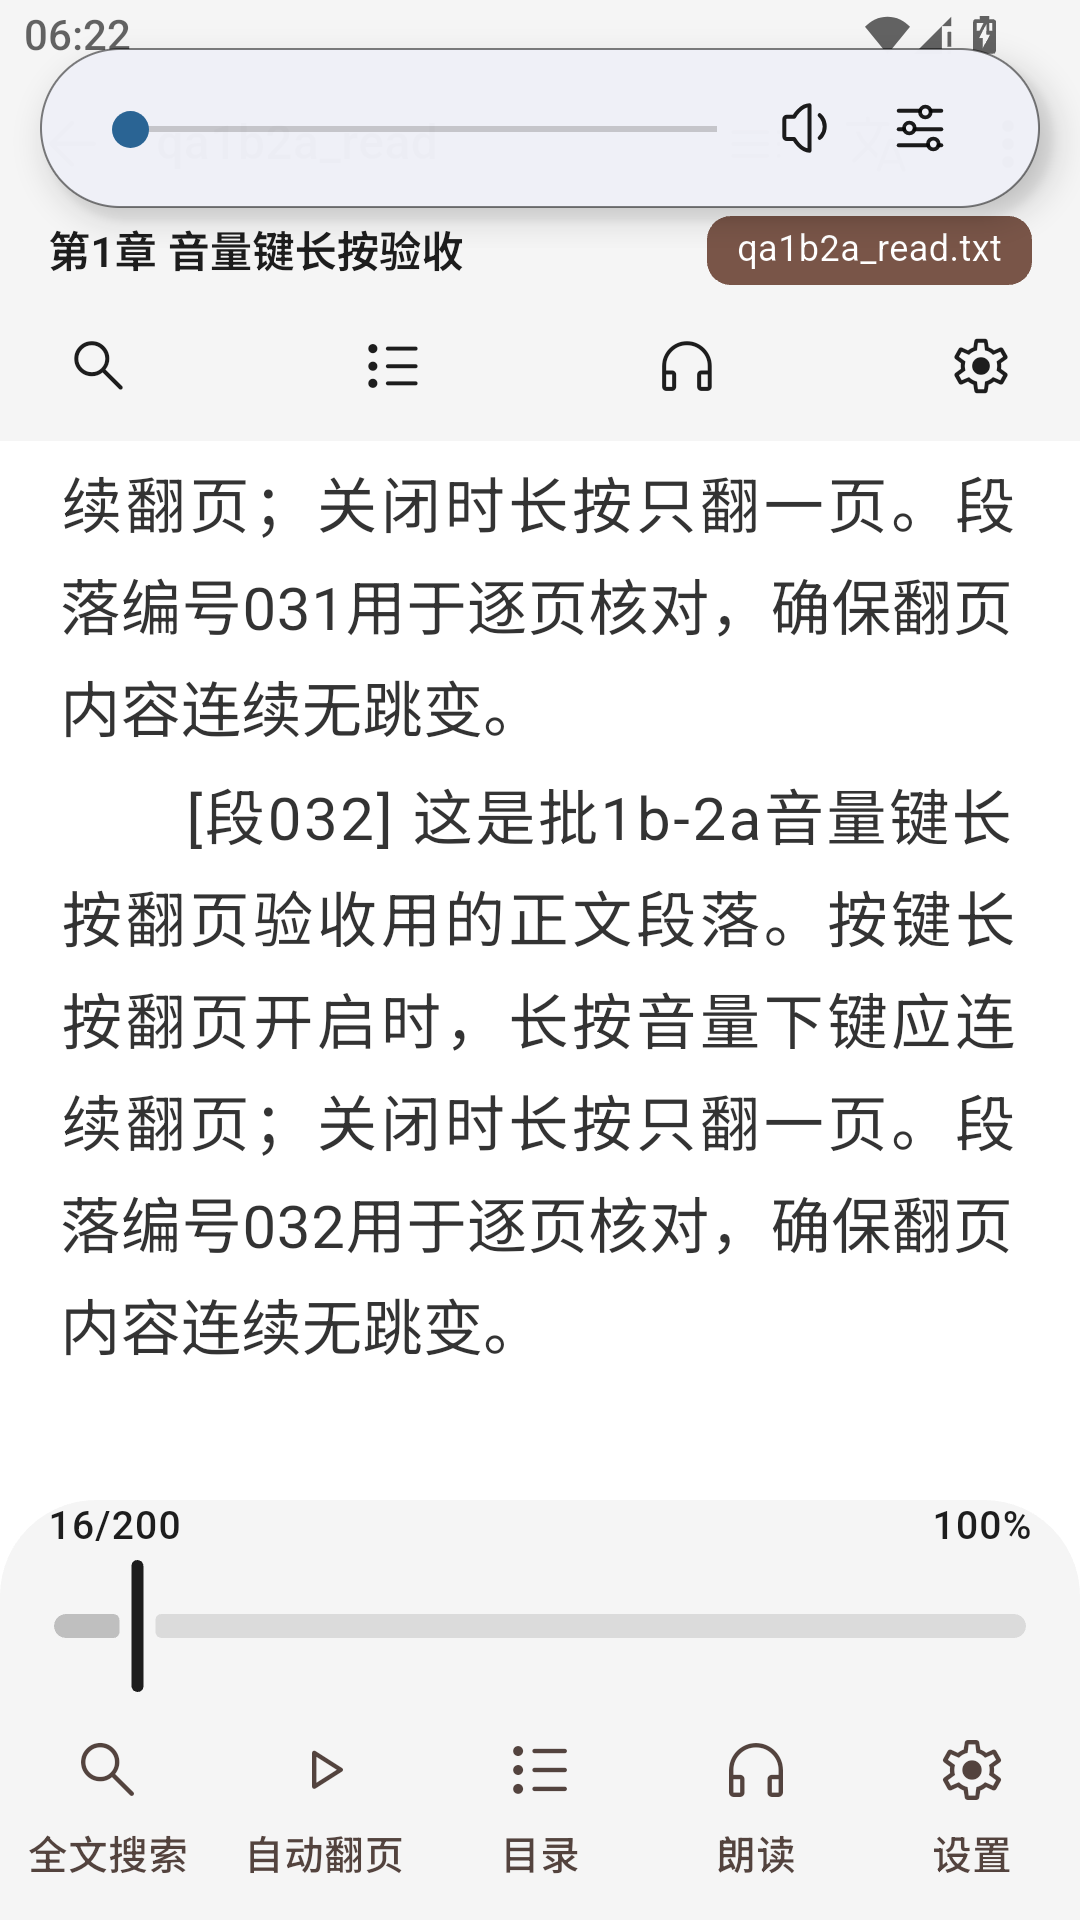 06:22
qa1b2a_read
第1章 音量键长按验收
qa1b2a_read.txt
续翻页；关闭时长按只翻一页。段
落编号031用于逐页核对，确保翻页
内容连续无跳变。
[段032] 这是批1b-2a音量键长
按翻页验收用的正文段落。按键长
按翻页开启时，长按音量下键应连
续翻页；关闭时长按只翻一页。段
落编号032用于逐页核对，确保翻页
内容连续无跳变。
16/200
100%
全文搜索
自动翻页
目录
朗读
设置